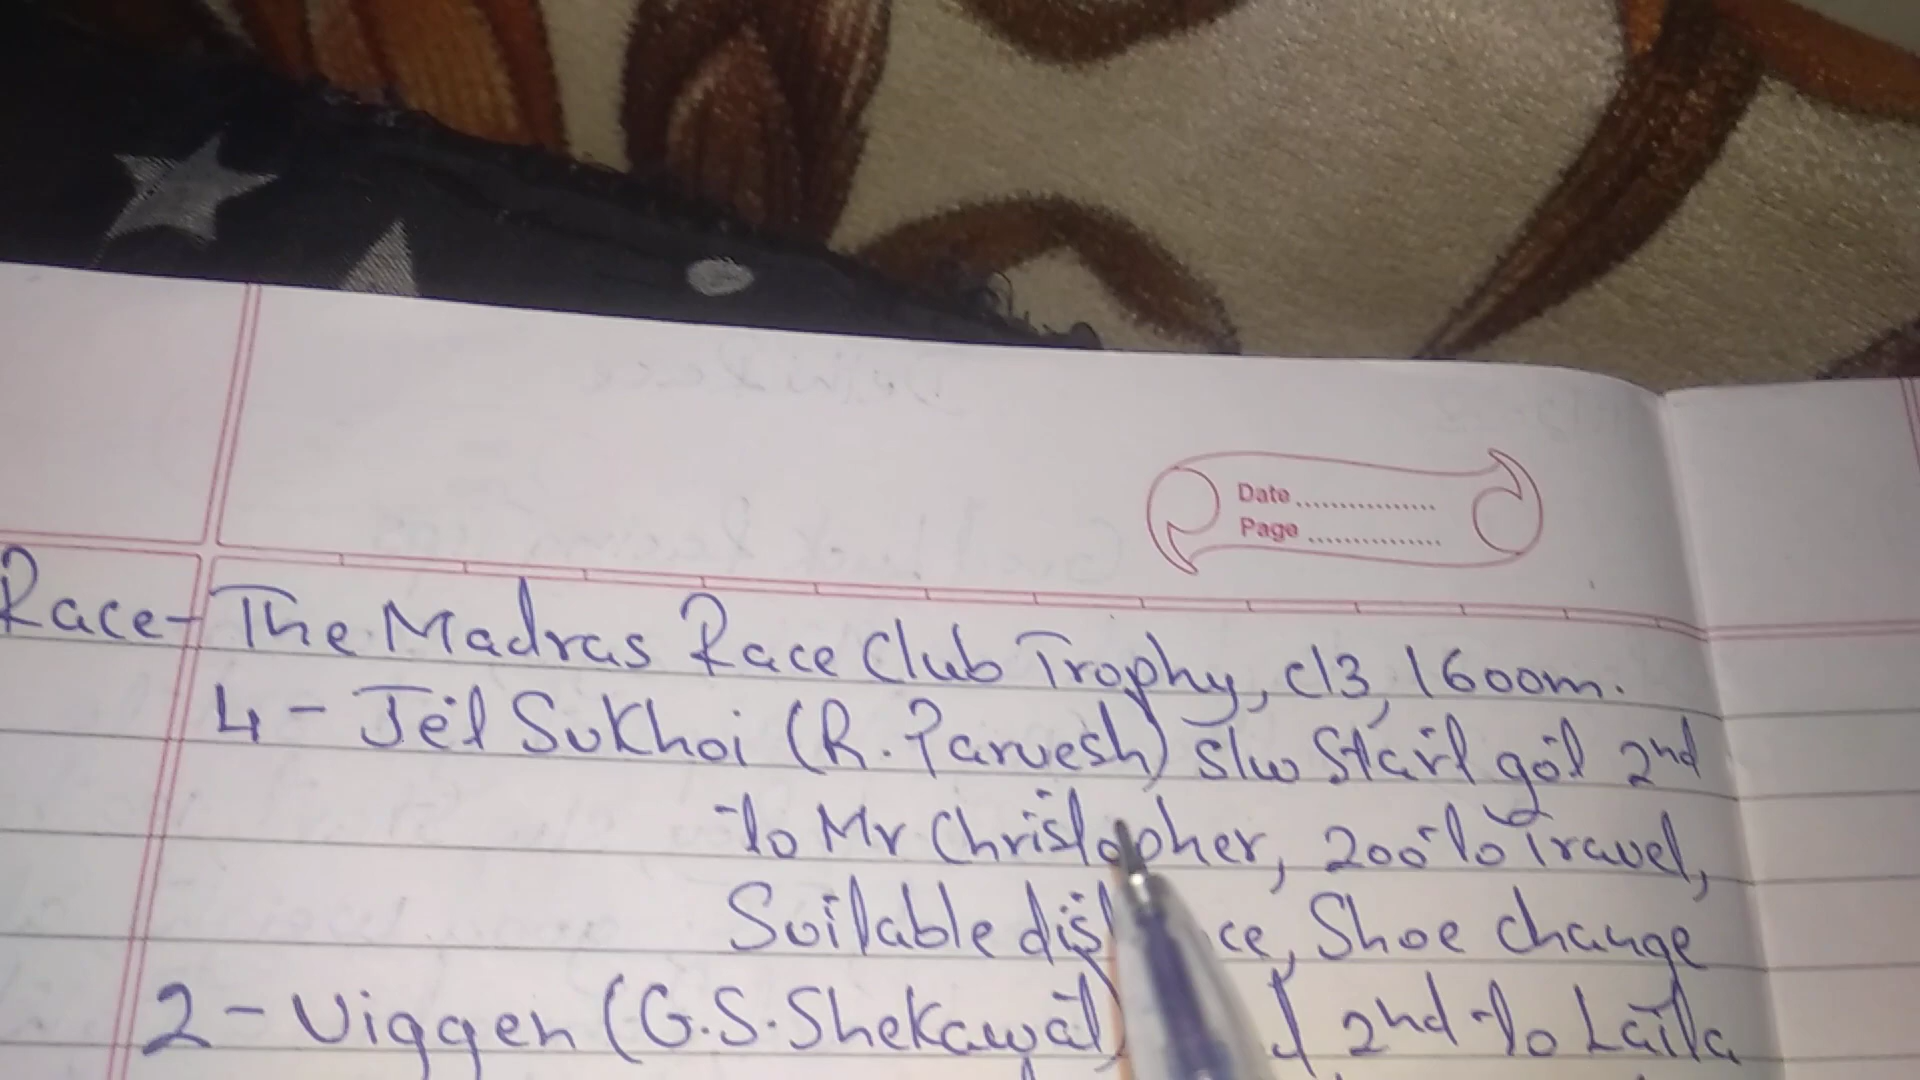 Date
Page
Race- The Madras Race Club Trophy, cl3, 1600m.
4 - Jet Sukhoi (R. Parvesh) slw Start got 2nd
to Mr Christopher, 200 to Travel,
Suitable dis ce, Shoe change
2 - Viggen (G.S. Shekawat) 2nd to Laila